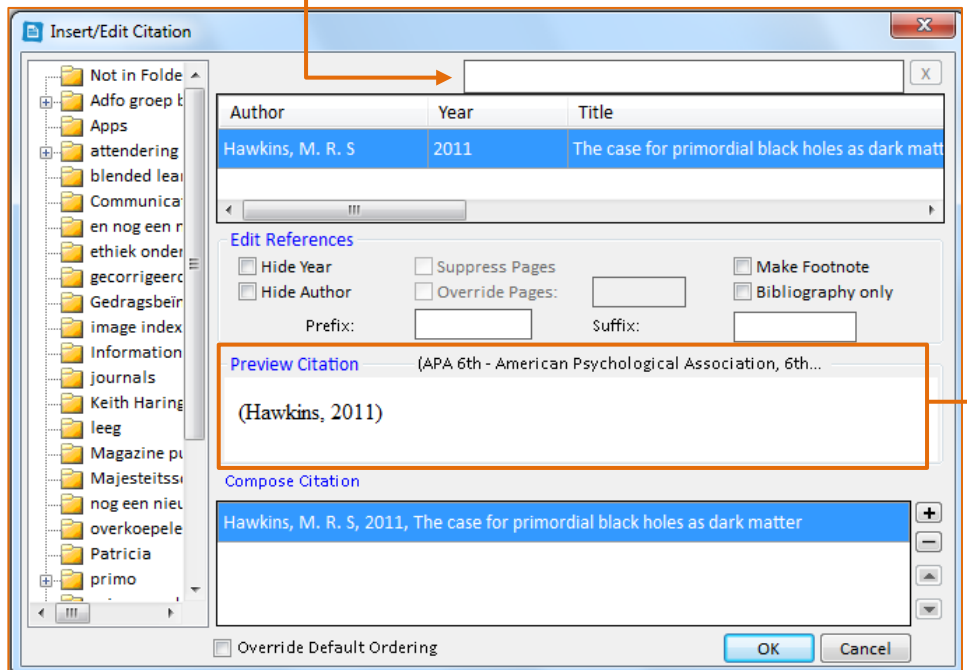 Insert/Edit Citation
X
Not in Folde
Adfo groep b
Apps
attendering
blended lear
Communica
en nog een n
ethiek onder
gecorrigeerd
Gedragsbeïn
image index
Information
journals
Keith Haring
leeg
Magazine pu
Majesteitss
nog een nieu
overkoepele
Patricia
primo
Author Year Title
Hawkins, M. R. S 2011 The case for primordial black holes as dark matt
Edit References
Hide Year Suppress Pages Make Footnote
Hide Author Override Pages: Bibliography only
Prefix: Suffix:
Preview Citation (APA 6th - American Psychological Association, 6th...
(Hawkins, 2011)
Compose Citation
Hawkins, M. R. S, 2011, The case for primordial black holes as dark matter
Override Default Ordering
OK Cancel